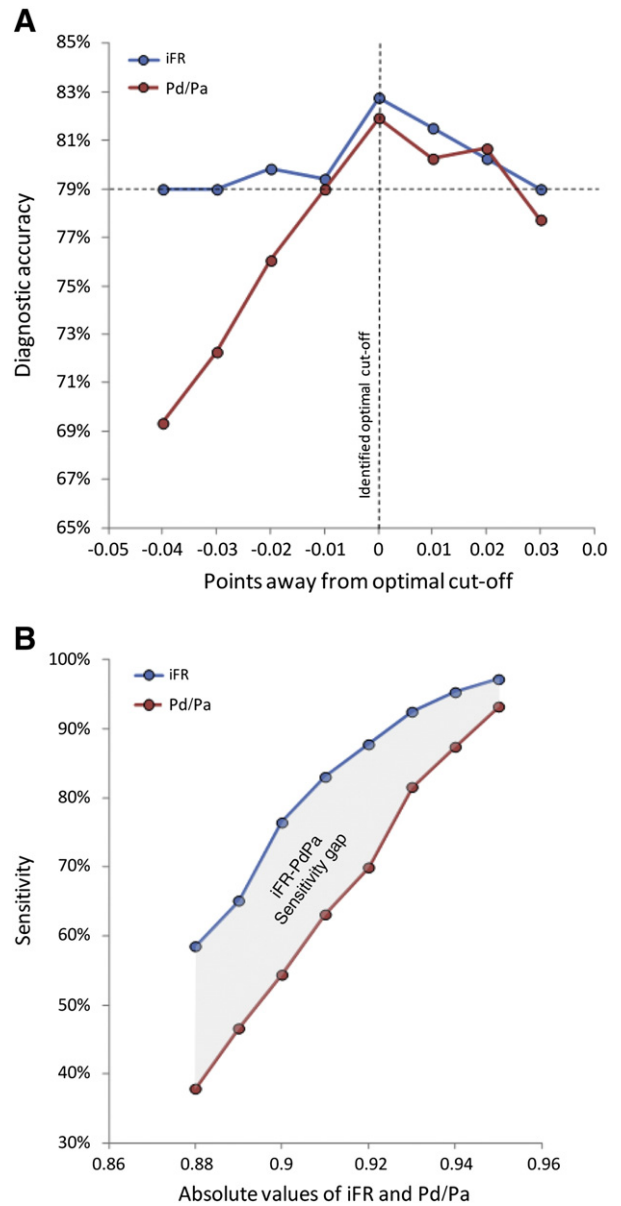 A
85%
83%
81%
79%
77%
75%
73%
71%
69%
67%
65%
Diagnostic accuracy
iFR
Pd/Pa
Identified optimal cut-off
-0.05 -0.04 -0.03 -0.02 -0.01 0 0.01 0.02 0.03 0.0
Points away from optimal cut-off
B
100%
90%
80%
70%
60%
50%
40%
30%
Sensitivity
iFR
Pd/Pa
iFR-PdPa
Sensitivity gap
0.86 0.88 0.9 0.92 0.94 0.96
Absolute values of iFR and Pd/Pa